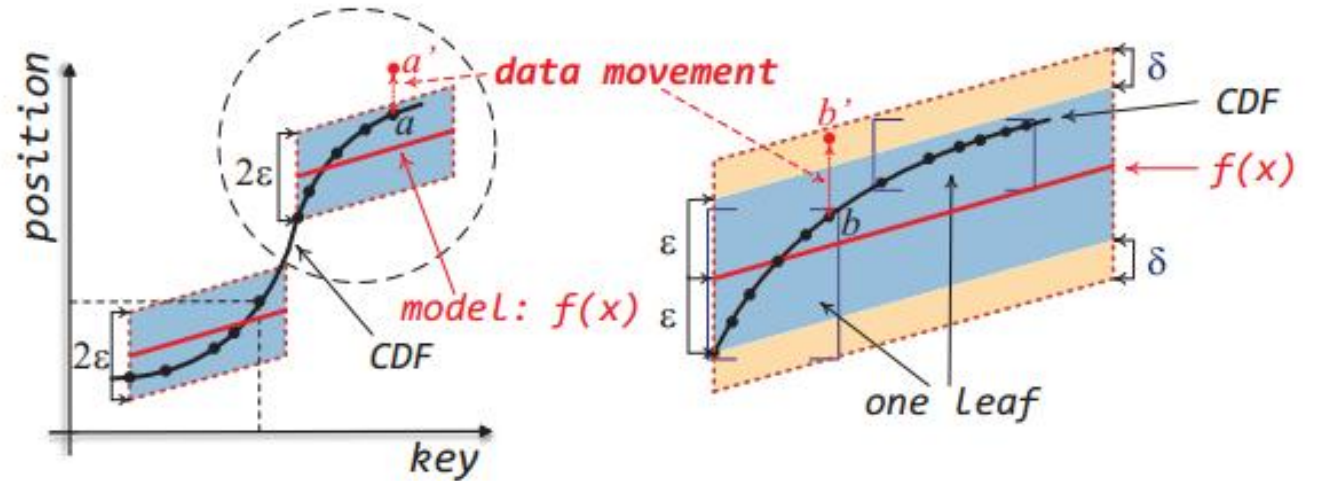 position
key
2ε
2ε
a'
a
model: f(x)
CDF
data movement
b'
b
ε
ε
δ
δ
CDF
f(x)
one leaf